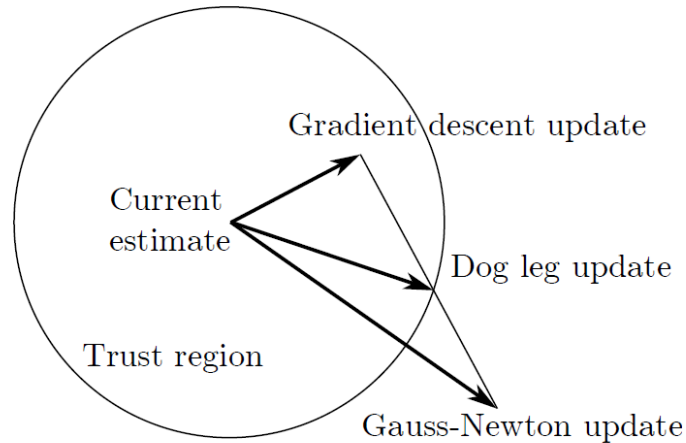 Gradient descent update
Current
estimate
Dog leg update
Trust region
Gauss-Newton update